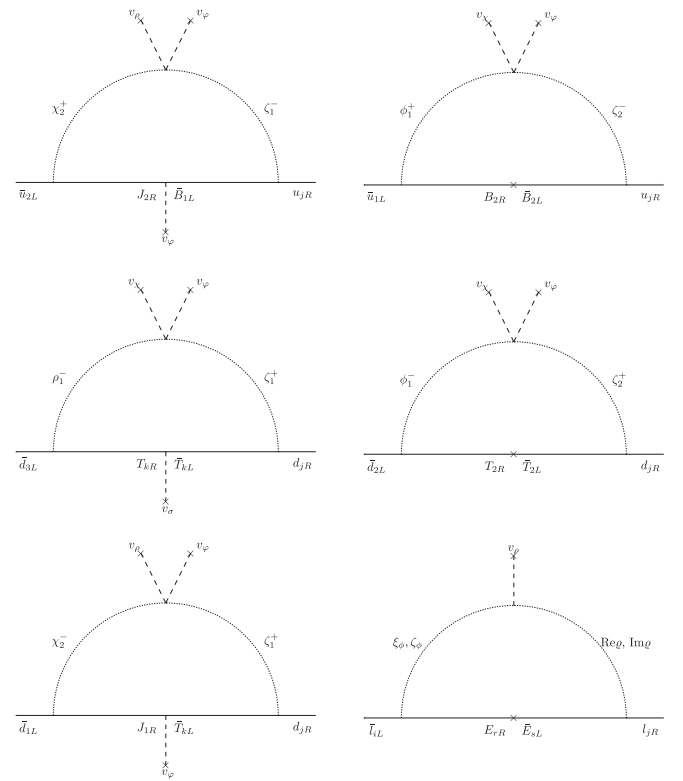 v_ρ v_φ v_χ v_φ
χ_2^+ ζ_1^- ϕ_1^+ ζ_2^-
ū_{2L} J_{2R} B̄_{1L} u_{jR} ū_{1L} B_{2R} B̄_{2L} u_{jR}
v_φ
v_χ v_φ v_χ v_φ
ρ_1^- ζ_1^+ ϕ_1^- ζ_2^+
d̄_{3L} T_{kR} T̄_{kL} d_{jR} d̄_{2L} T_{2R} T̄_{2L} d_{jR}
v_σ
v_ρ v_φ v_ϱ
χ_2^- ζ_1^+ ξ_ϕ, ζ_ϕ Reϱ, Imϱ
d̄_{1L} J_{1R} T̄_{kL} d_{jR} l̄_{iL} E_{rR} Ē_{sL} l_{jR}
v_φ